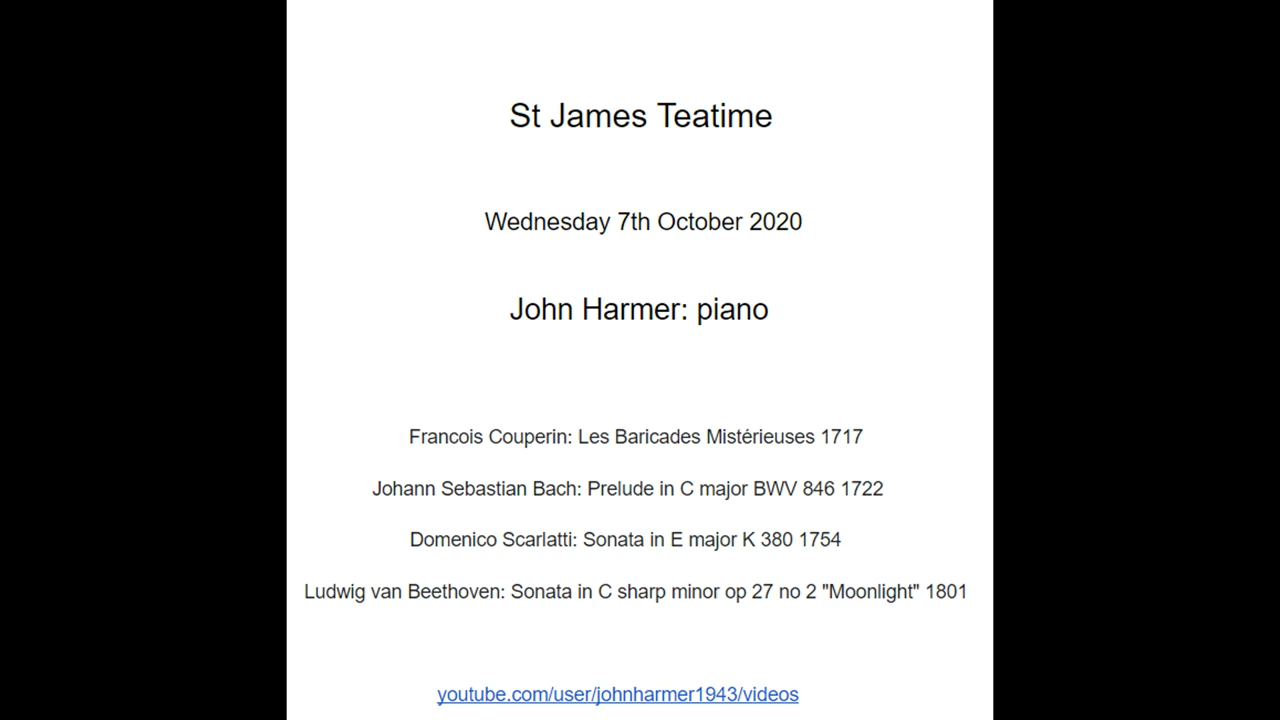 St James Teatime
Wednesday 7th October 2020
John Harmer: piano
Francois Couperin: Les Baricades Mistérieuses 1717
Johann Sebastian Bach: Prelude in C major BWV 846 1722
Domenico Scarlatti: Sonata in E major K 380 1754
Ludwig van Beethoven: Sonata in C sharp minor op 27 no 2 "Moonlight" 1801
youtube.com/user/johnharmer1943/videos